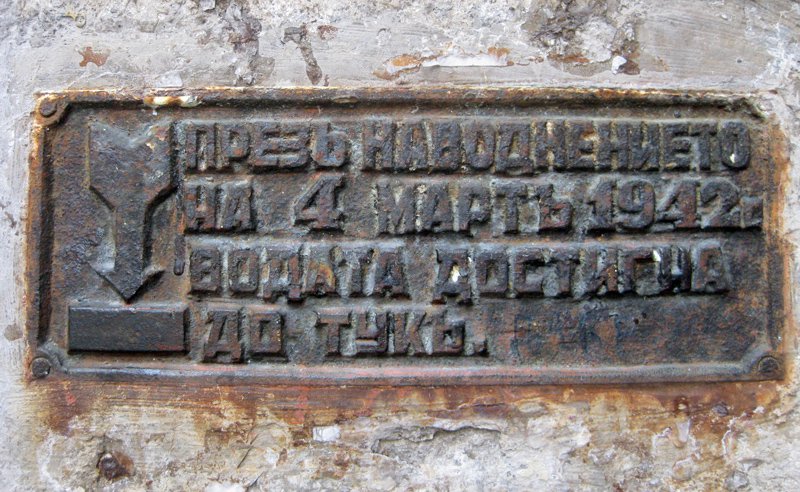 ПРЕЗЪ НАВОДНЕНИЕТО
НА 4 МАРТЪ 1942 г.
ВОДАТА ДОСТИГНА
ДО ТУКЪ.